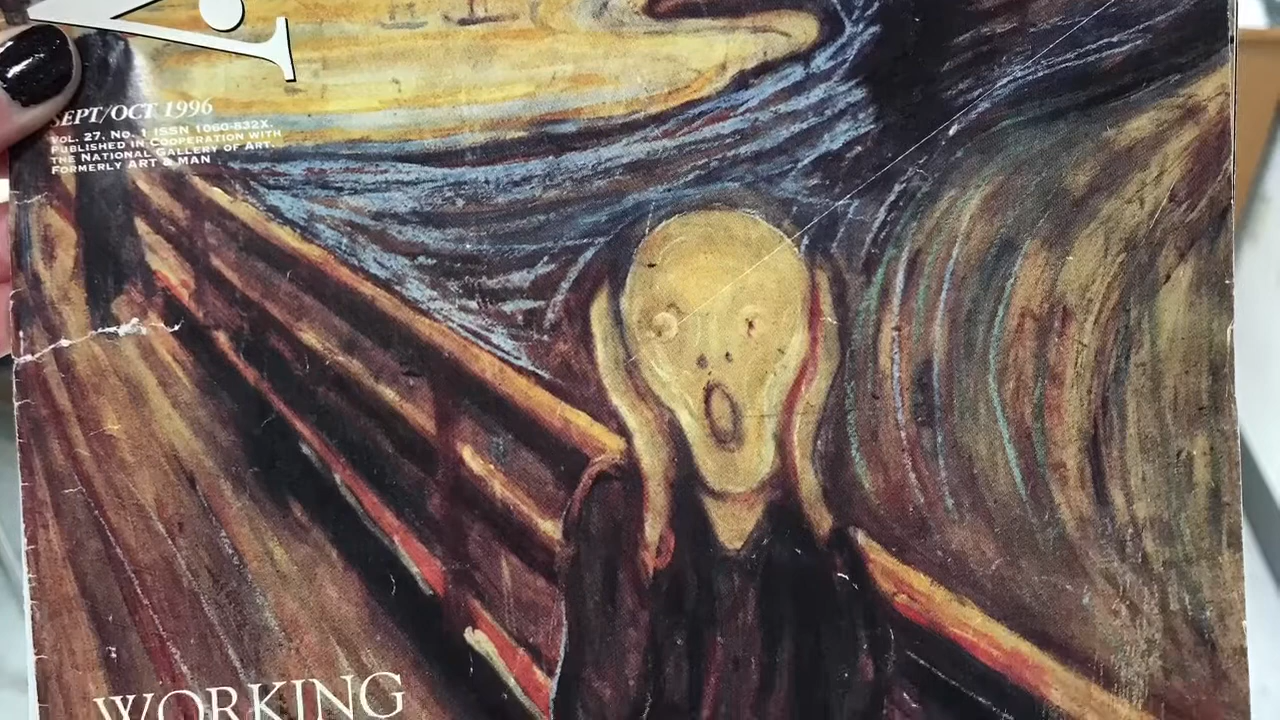 SEPT/OCT 1996
VOL. 27, NO. 1 ISSN 1060-832X.
PUBLISHED IN COOPERATION WITH
THE NATIONAL GALLERY OF ART.
FORMERLY ART & MAN
WORKING